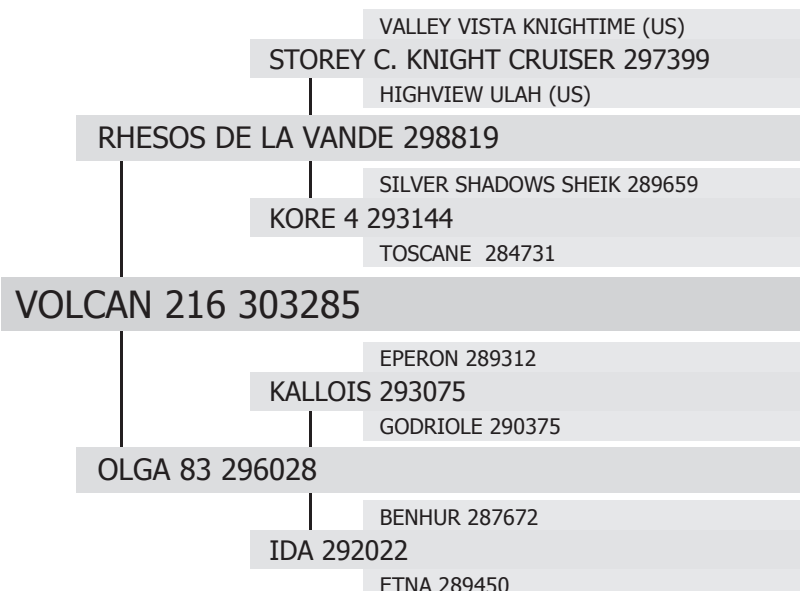 VALLEY VISTA KNIGHTIME (US)
STOREY C. KNIGHT CRUISER 297399
HIGHVIEW ULAH (US)
RHESOS DE LA VANDE 298819
SILVER SHADOWS SHEIK 289659
KORE 4 293144
TOSCANE 284731
VOLCAN 216 303285
EPERON 289312
KALLOIS 293075
GODRIOLE 290375
OLGA 83 296028
BENHUR 287672
IDA 292022
ETNA 289450